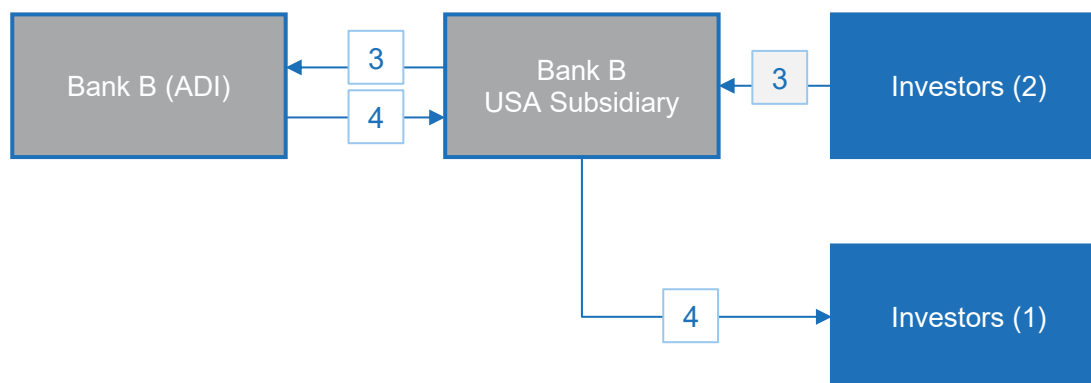 Bank B (ADI)
3
4
Bank B
USA Subsidiary
3
Investors (2)
4
Investors (1)